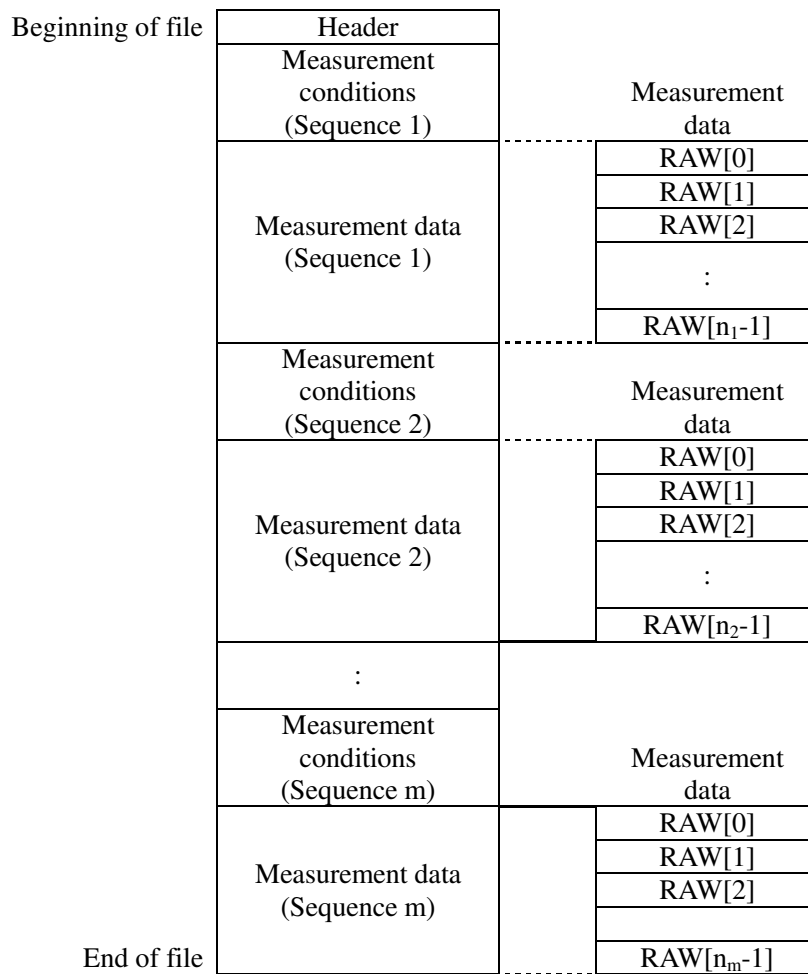 Beginning of file
Header
Measurement
conditions
(Sequence 1)
Measurement
data
Measurement data
(Sequence 1)
RAW[0]
RAW[1]
RAW[2]
:
RAW[n₁-1]
Measurement
conditions
(Sequence 2)
Measurement
data
Measurement data
(Sequence 2)
RAW[0]
RAW[1]
RAW[2]
:
RAW[n₂-1]
:
Measurement
conditions
(Sequence m)
Measurement
data
Measurement data
(Sequence m)
RAW[0]
RAW[1]
RAW[2]
RAW[nₘ-1]
End of file